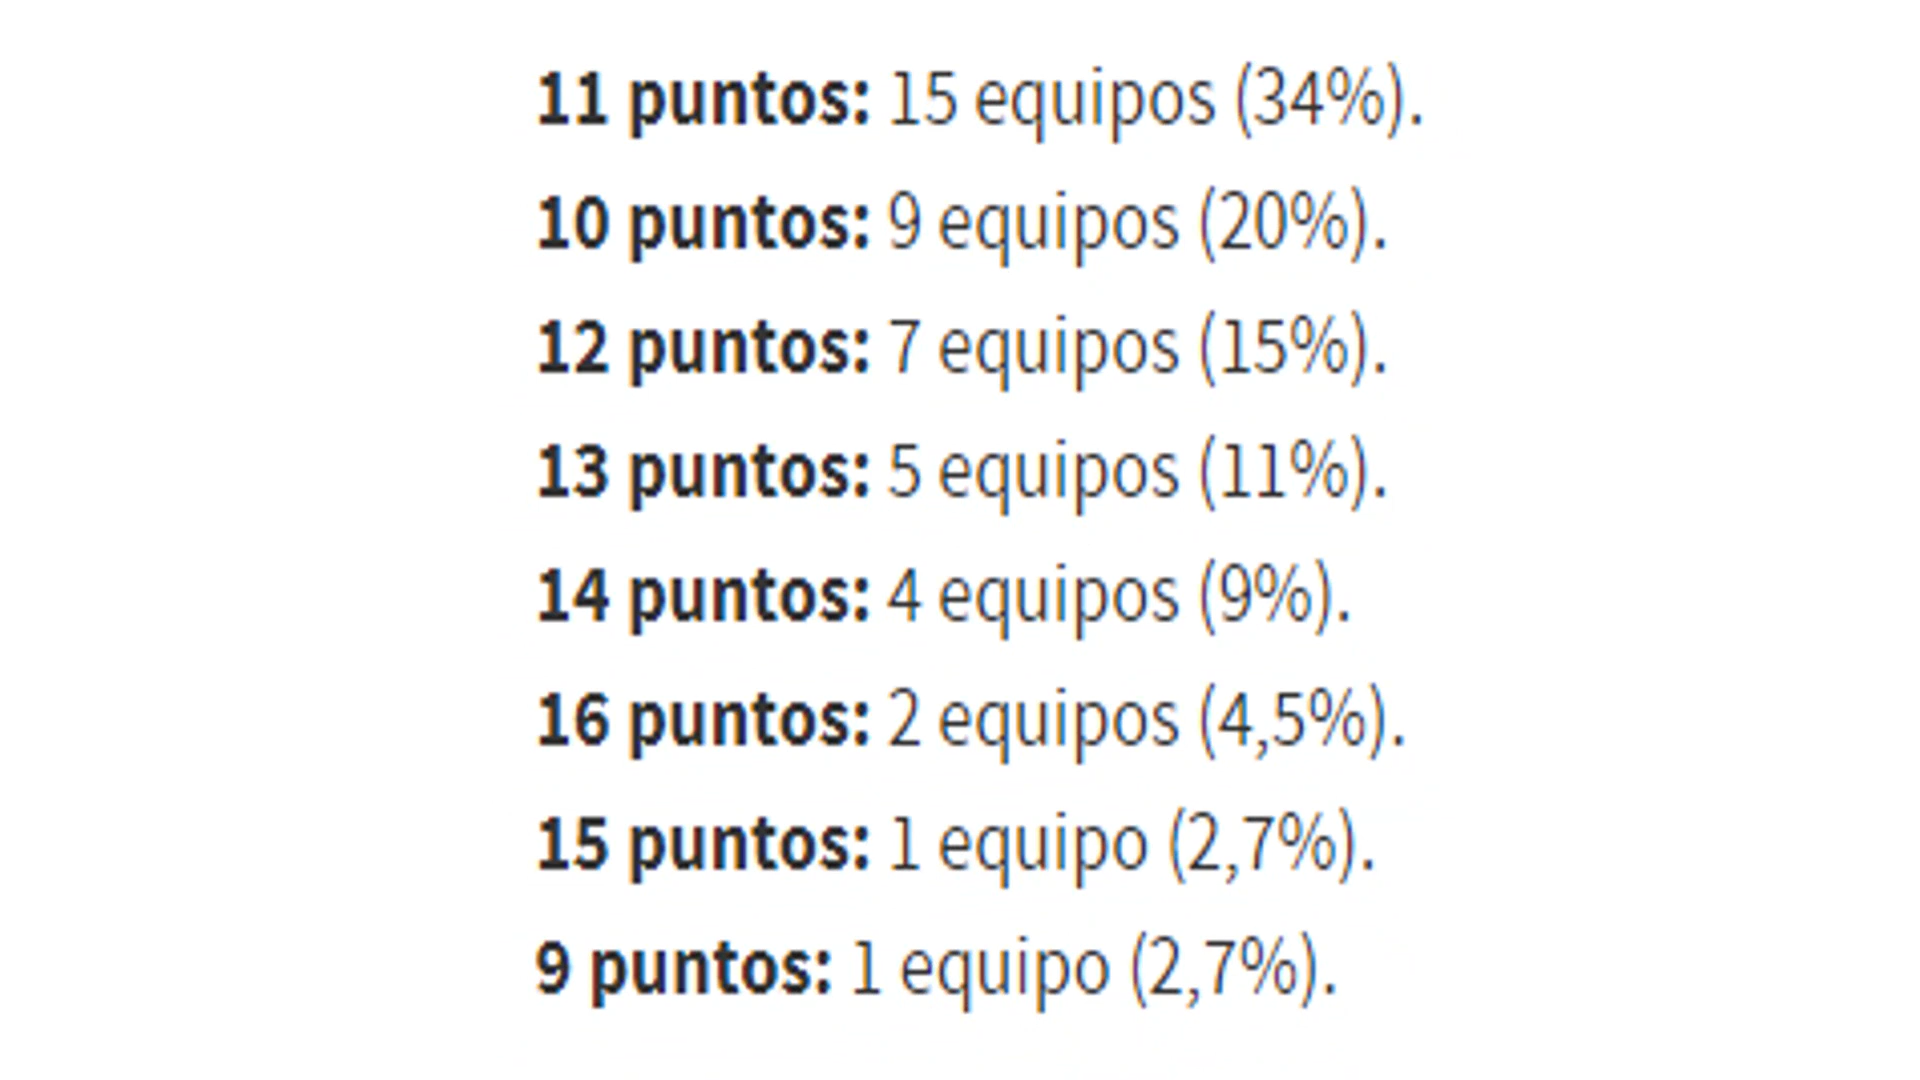 11 puntos: 15 equipos (34%).
10 puntos: 9 equipos (20%).
12 puntos: 7 equipos (15%).
13 puntos: 5 equipos (11%).
14 puntos: 4 equipos (9%).
16 puntos: 2 equipos (4,5%).
15 puntos: 1 equipo (2,7%).
9 puntos: 1 equipo (2,7%).